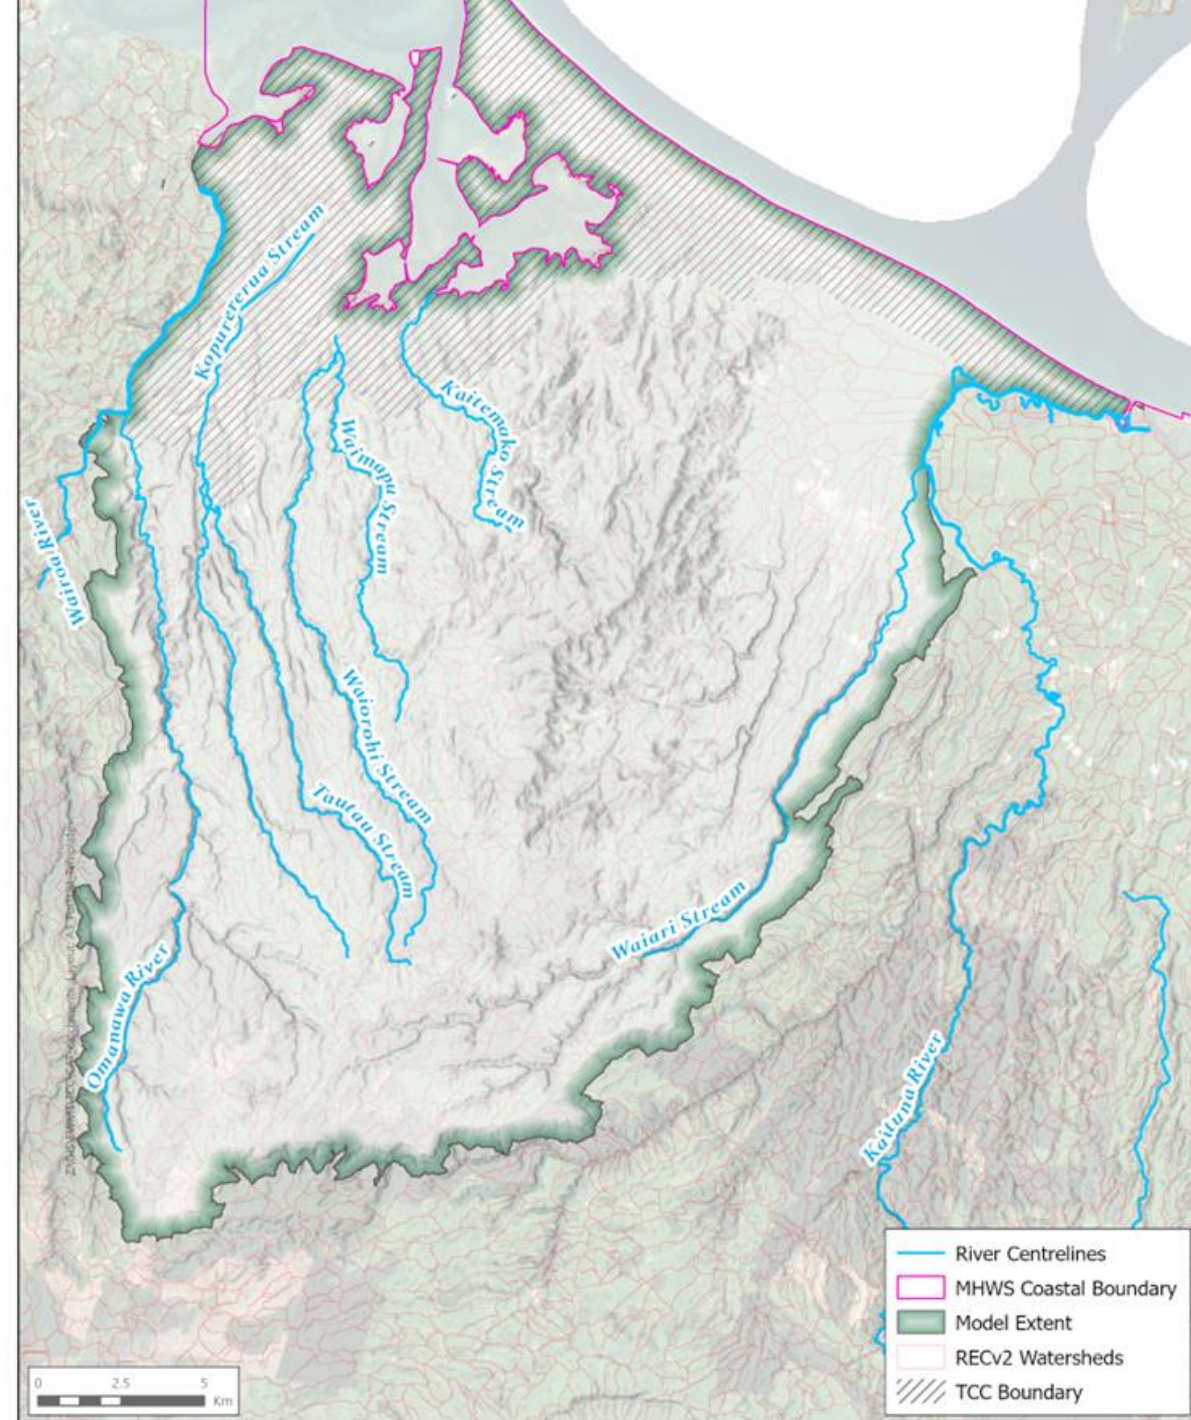 Kopurererua Stream
Kaitemako Stream
Waimapu Stream
Wairoa River
Waiorohi Stream
Tautau Stream
Waiari Stream
Omanawa River
Kaituna River
River Centrelines
MHWS Coastal Boundary
Model Extent
RECv2 Watersheds
TCC Boundary
0 2.5 5
Km